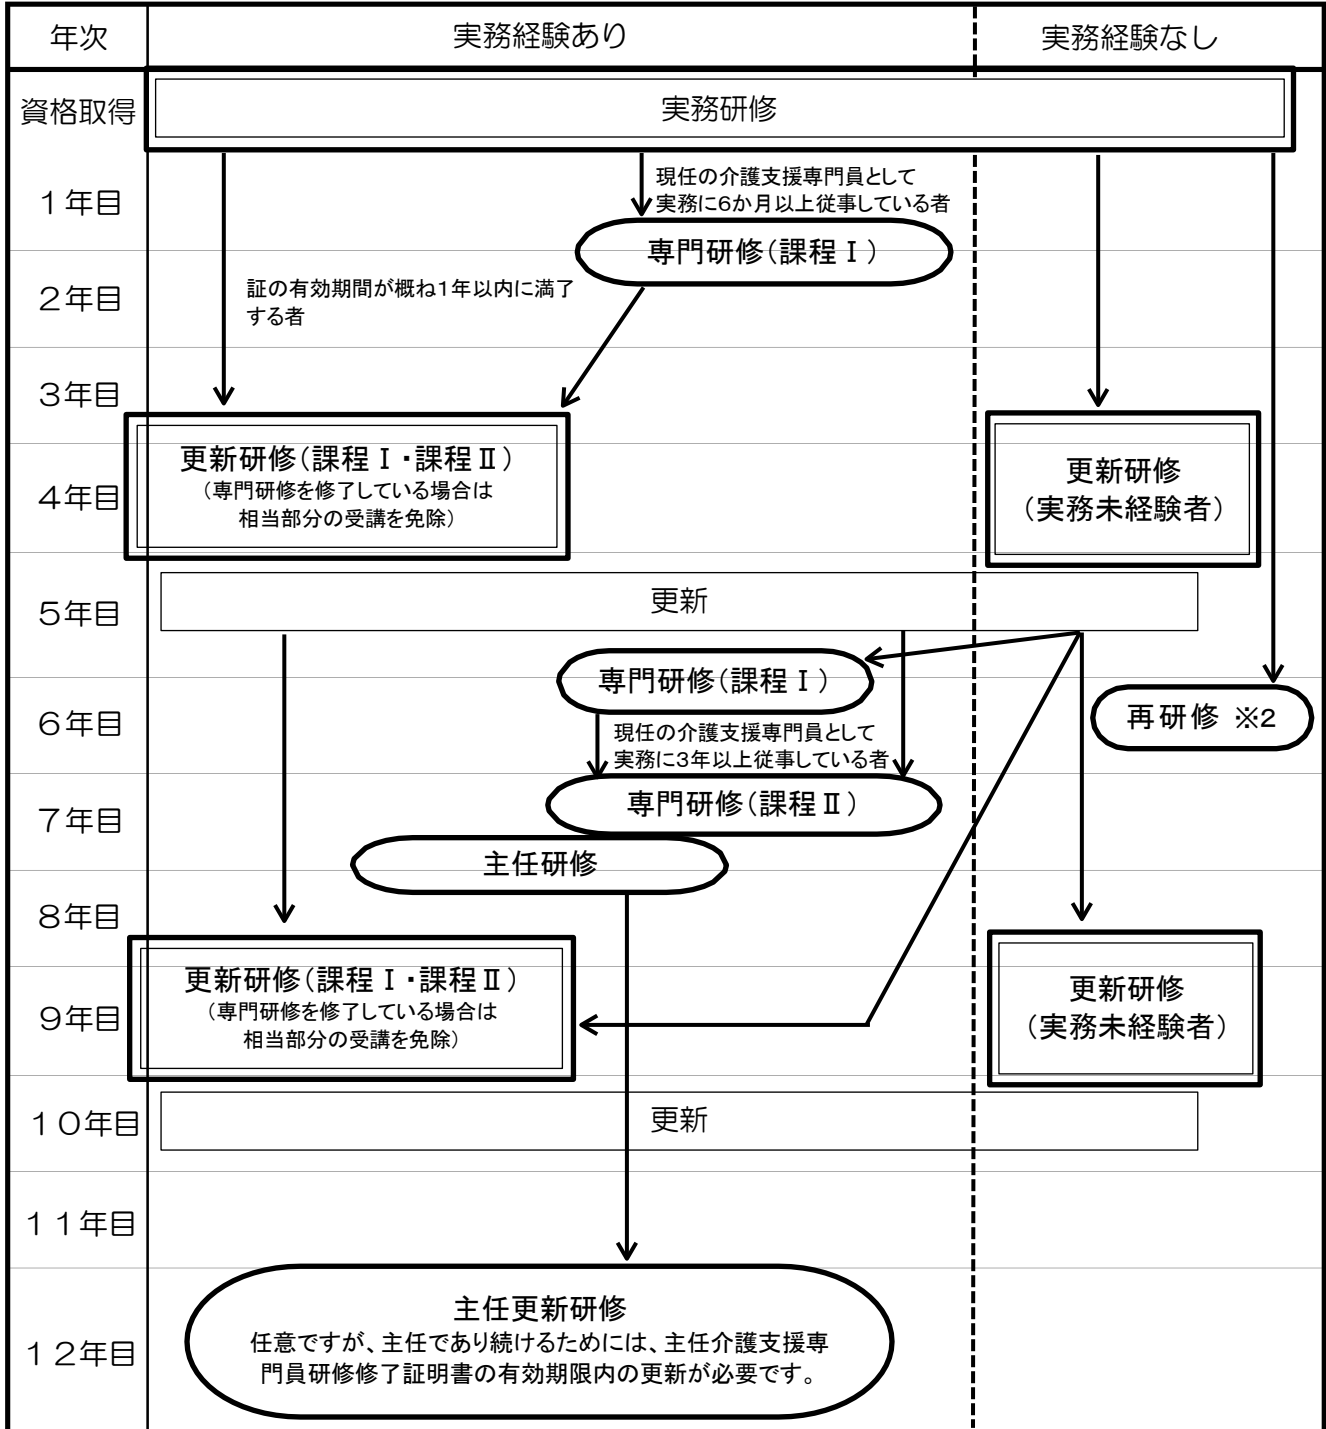 年次
実務経験あり
実務経験なし
資格取得
実務研修
１年目
現任の介護支援専門員として
実務に6か月以上従事している者
専門研修（課程Ⅰ）
２年目
証の有効期間が概ね1年以内に満了
する者
３年目
４年目
更新研修（課程Ⅰ・課程Ⅱ）
（専門研修を修了している場合は
相当部分の受講を免除）
更新研修
（実務未経験者）
５年目
更新
専門研修（課程Ⅰ）
６年目
現任の介護支援専門員として
実務に3年以上従事している者
再研修 ※2
７年目
専門研修（課程Ⅱ）
主任研修
８年目
９年目
更新研修（課程Ⅰ・課程Ⅱ）
（専門研修を修了している場合は
相当部分の受講を免除）
更新研修
（実務未経験者）
１０年目
更新
１１年目
１２年目
主任更新研修
任意ですが、主任であり続けるためには、主任介護支援専
門員研修修了証明書の有効期限内の更新が必要です。